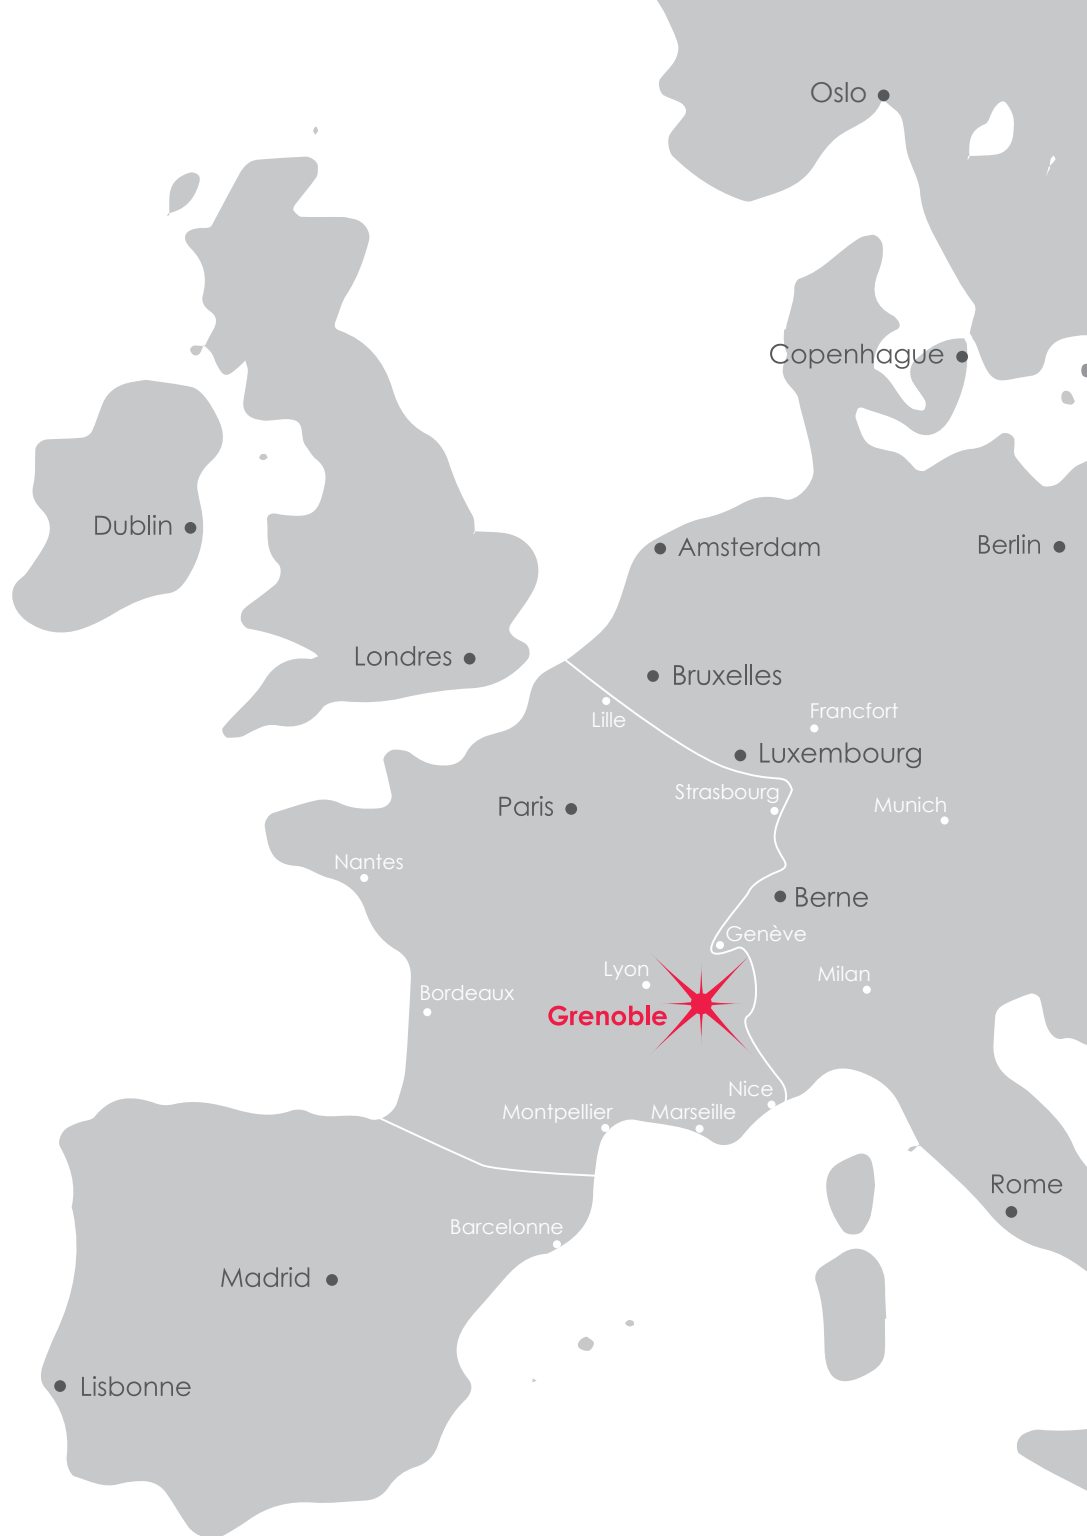 Oslo
Copenhague
Dublin
Amsterdam
Berlin
Londres
Bruxelles
Lille
Francfort
Luxembourg
Strasbourg
Paris
Munich
Nantes
Berne
Genève
Lyon
Milan
Bordeaux
Grenoble
Nice
Montpellier
Marseille
Rome
Barcelonne
Madrid
Lisbonne